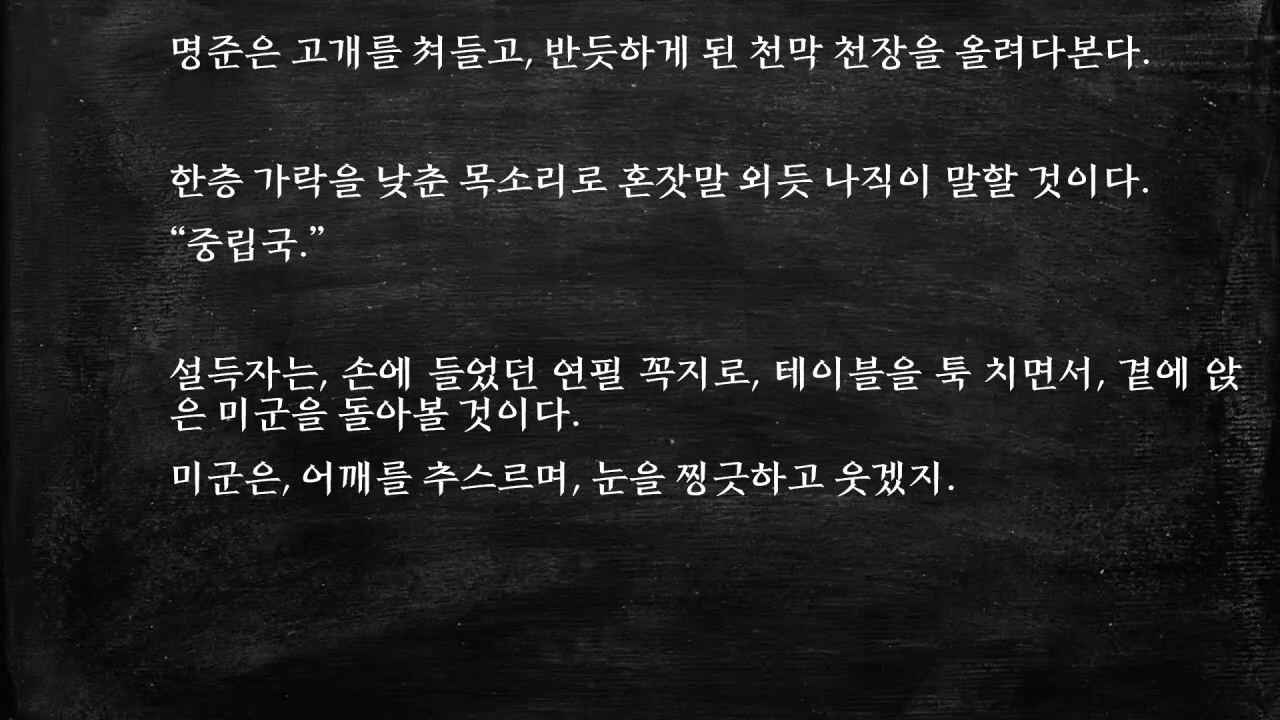 명준은 고개를 쳐들고, 반듯하게 된 천막 천장을 올려다본다.
한층 가락을 낮춘 목소리로 혼잣말 외듯 나직이 말할 것이다.
“중립국.”
설득자는, 손에 들었던 연필 꼭지로, 테이블을 툭 치면서, 곁에 앉
은 미군을 돌아볼 것이다.
미군은, 어깨를 추스르며, 눈을 찡긋하고 웃겠지.